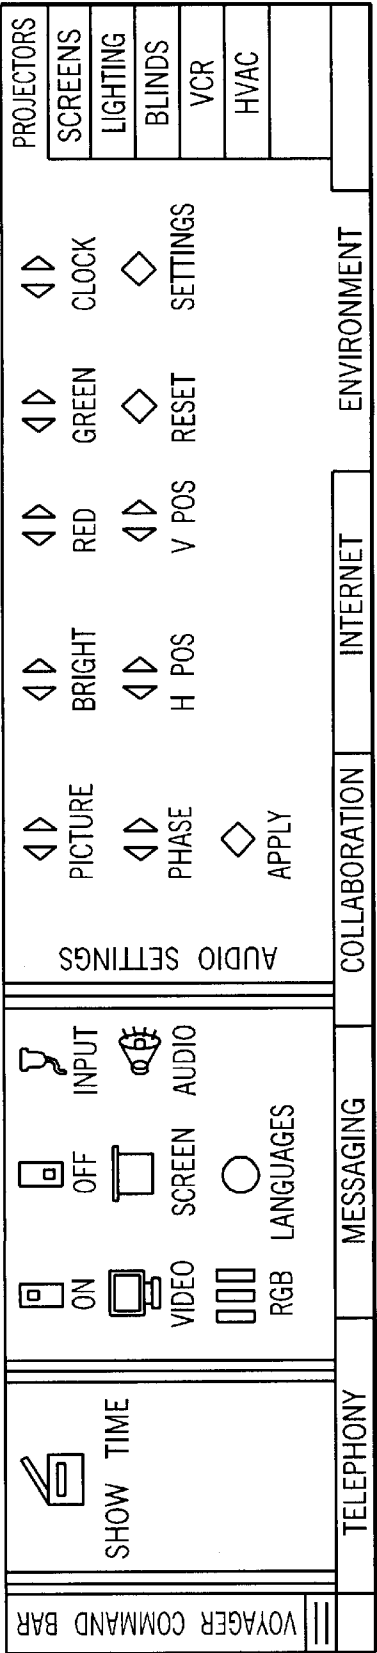 VOYAGER COMMAND BAR
SHOW TIME
ON OFF INPUT
VIDEO SCREEN AUDIO
RGB LANGUAGES
AUDIO SETTINGS
PICTURE BRIGHT RED GREEN CLOCK
PHASE H POS V POS RESET SETTINGS
APPLY
PROJECTORS
SCREENS
LIGHTING
BLINDS
VCR
HVAC
TELEPHONY MESSAGING COLLABORATION INTERNET ENVIRONMENT